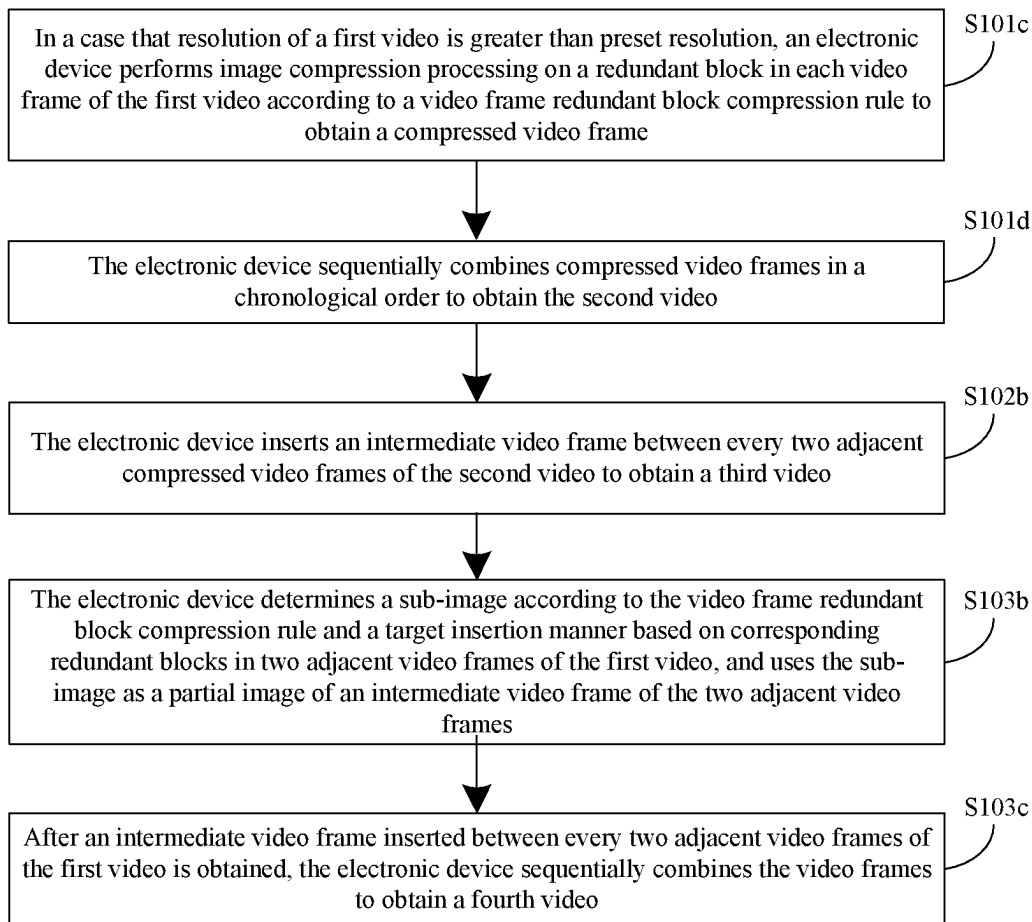 S101c
In a case that resolution of a first video is greater than preset resolution, an electronic
device performs image compression processing on a redundant block in each video
frame of the first video according to a video frame redundant block compression rule to
obtain a compressed video frame
S101d
The electronic device sequentially combines compressed video frames in a
chronological order to obtain the second video
S102b
The electronic device inserts an intermediate video frame between every two adjacent
compressed video frames of the second video to obtain a third video
S103b
The electronic device determines a sub-image according to the video frame redundant
block compression rule and a target insertion manner based on corresponding
redundant blocks in two adjacent video frames of the first video, and uses the sub-
image as a partial image of an intermediate video frame of the two adjacent video
frames
S103c
After an intermediate video frame inserted between every two adjacent video frames of
the first video is obtained, the electronic device sequentially combines the video frames
to obtain a fourth video